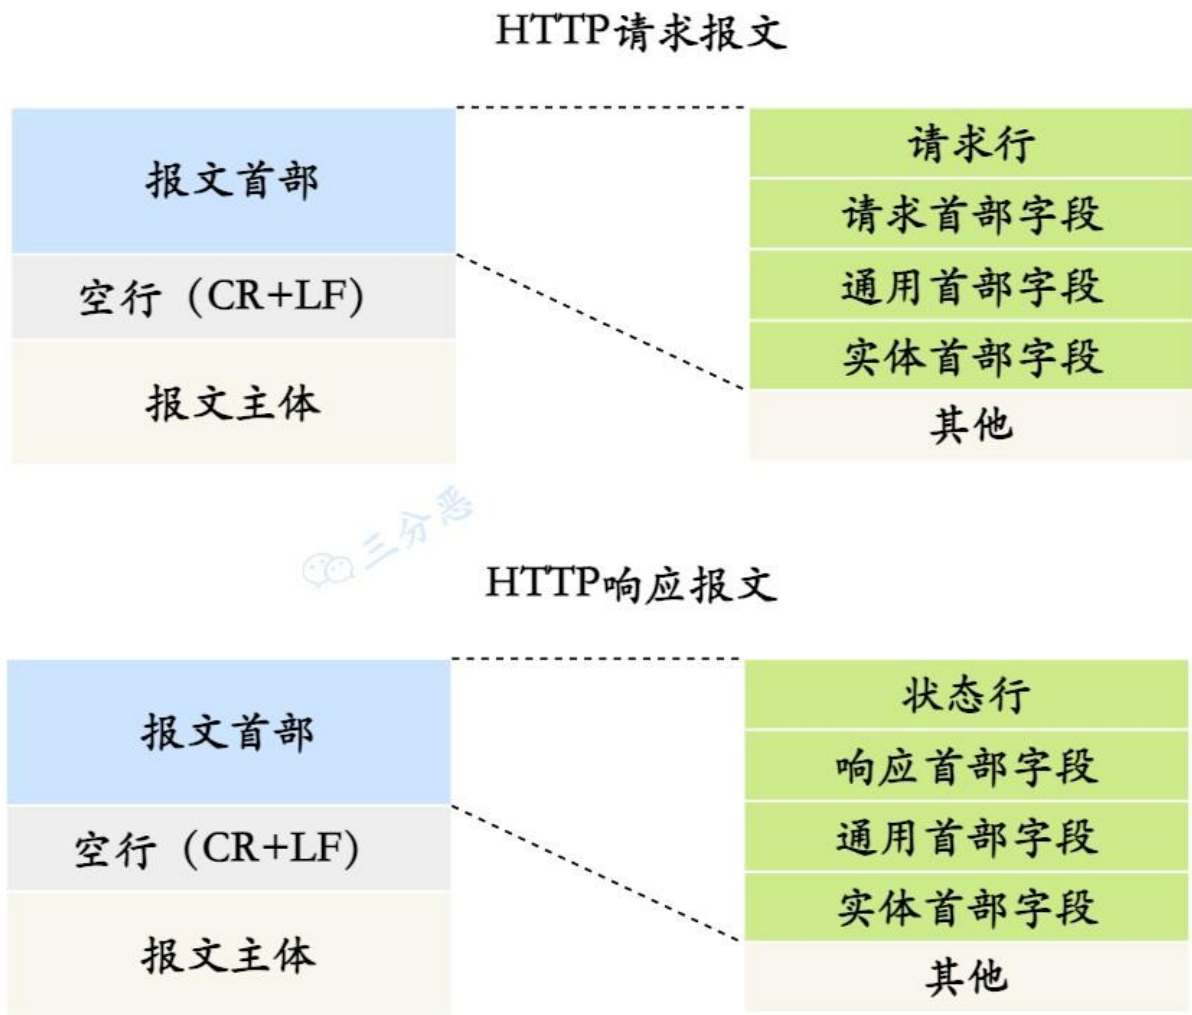 HTTP请求报文
报文首部
空行（CR+LF）
报文主体
请求行
请求首部字段
通用首部字段
实体首部字段
其他
三分恶
HTTP响应报文
报文首部
空行（CR+LF）
报文主体
状态行
响应首部字段
通用首部字段
实体首部字段
其他